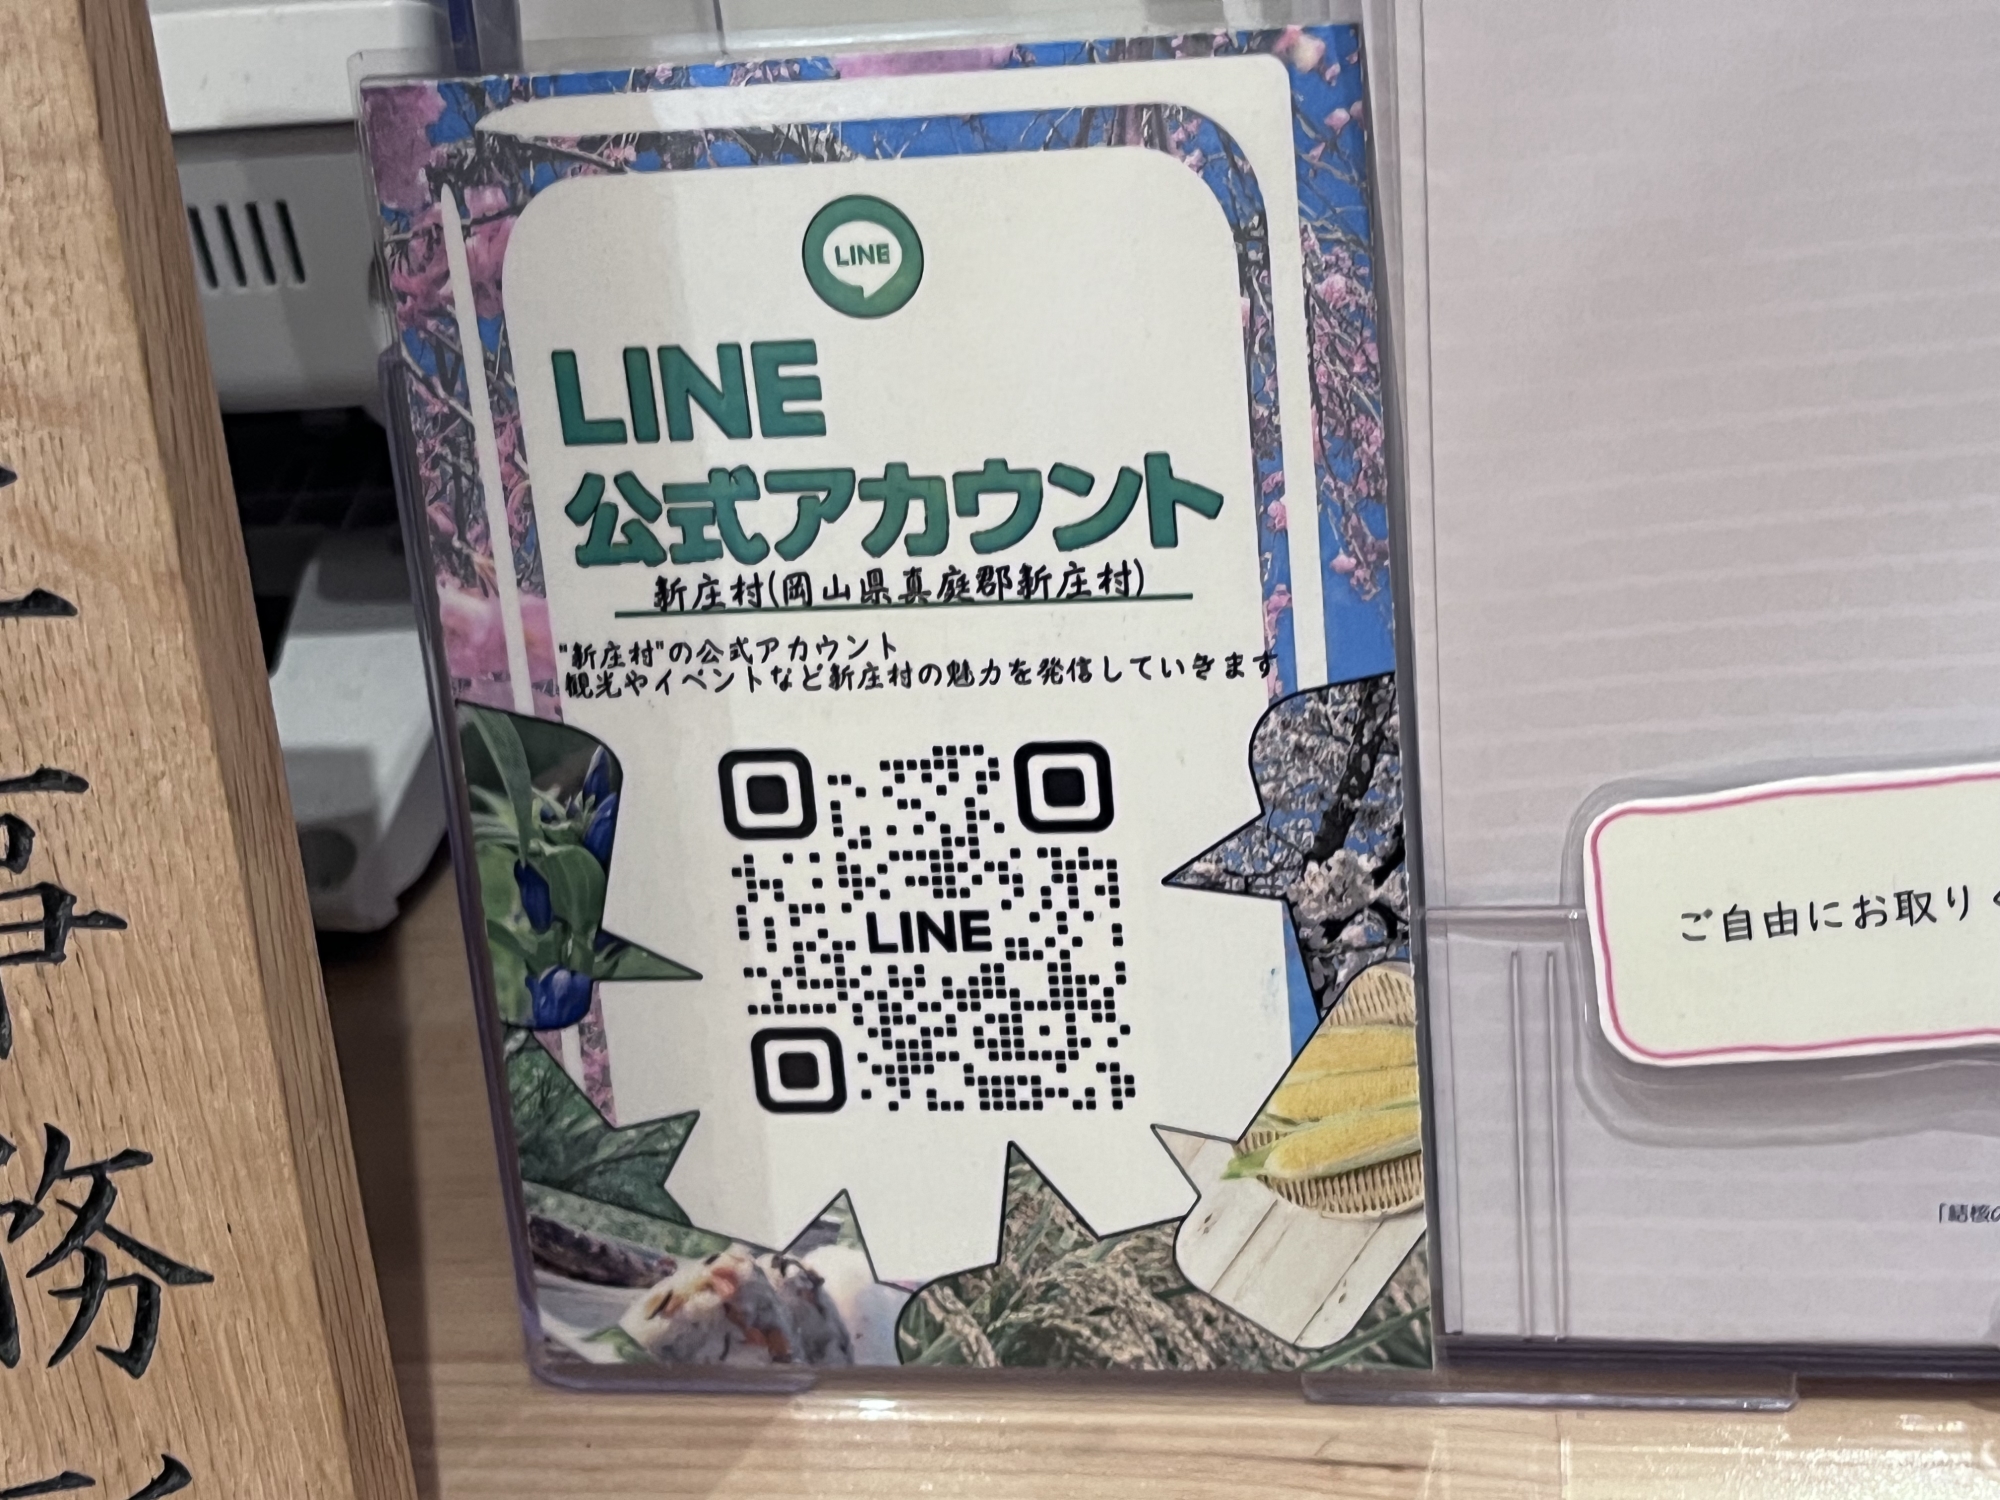 LINE
LINE
公式アカウント
新庄村(岡山県真庭郡新庄村)
"新庄村"の公式アカウント
観光やイベントなど新庄村の魅力を発信していきます
LINE
ご自由にお取り
事
務